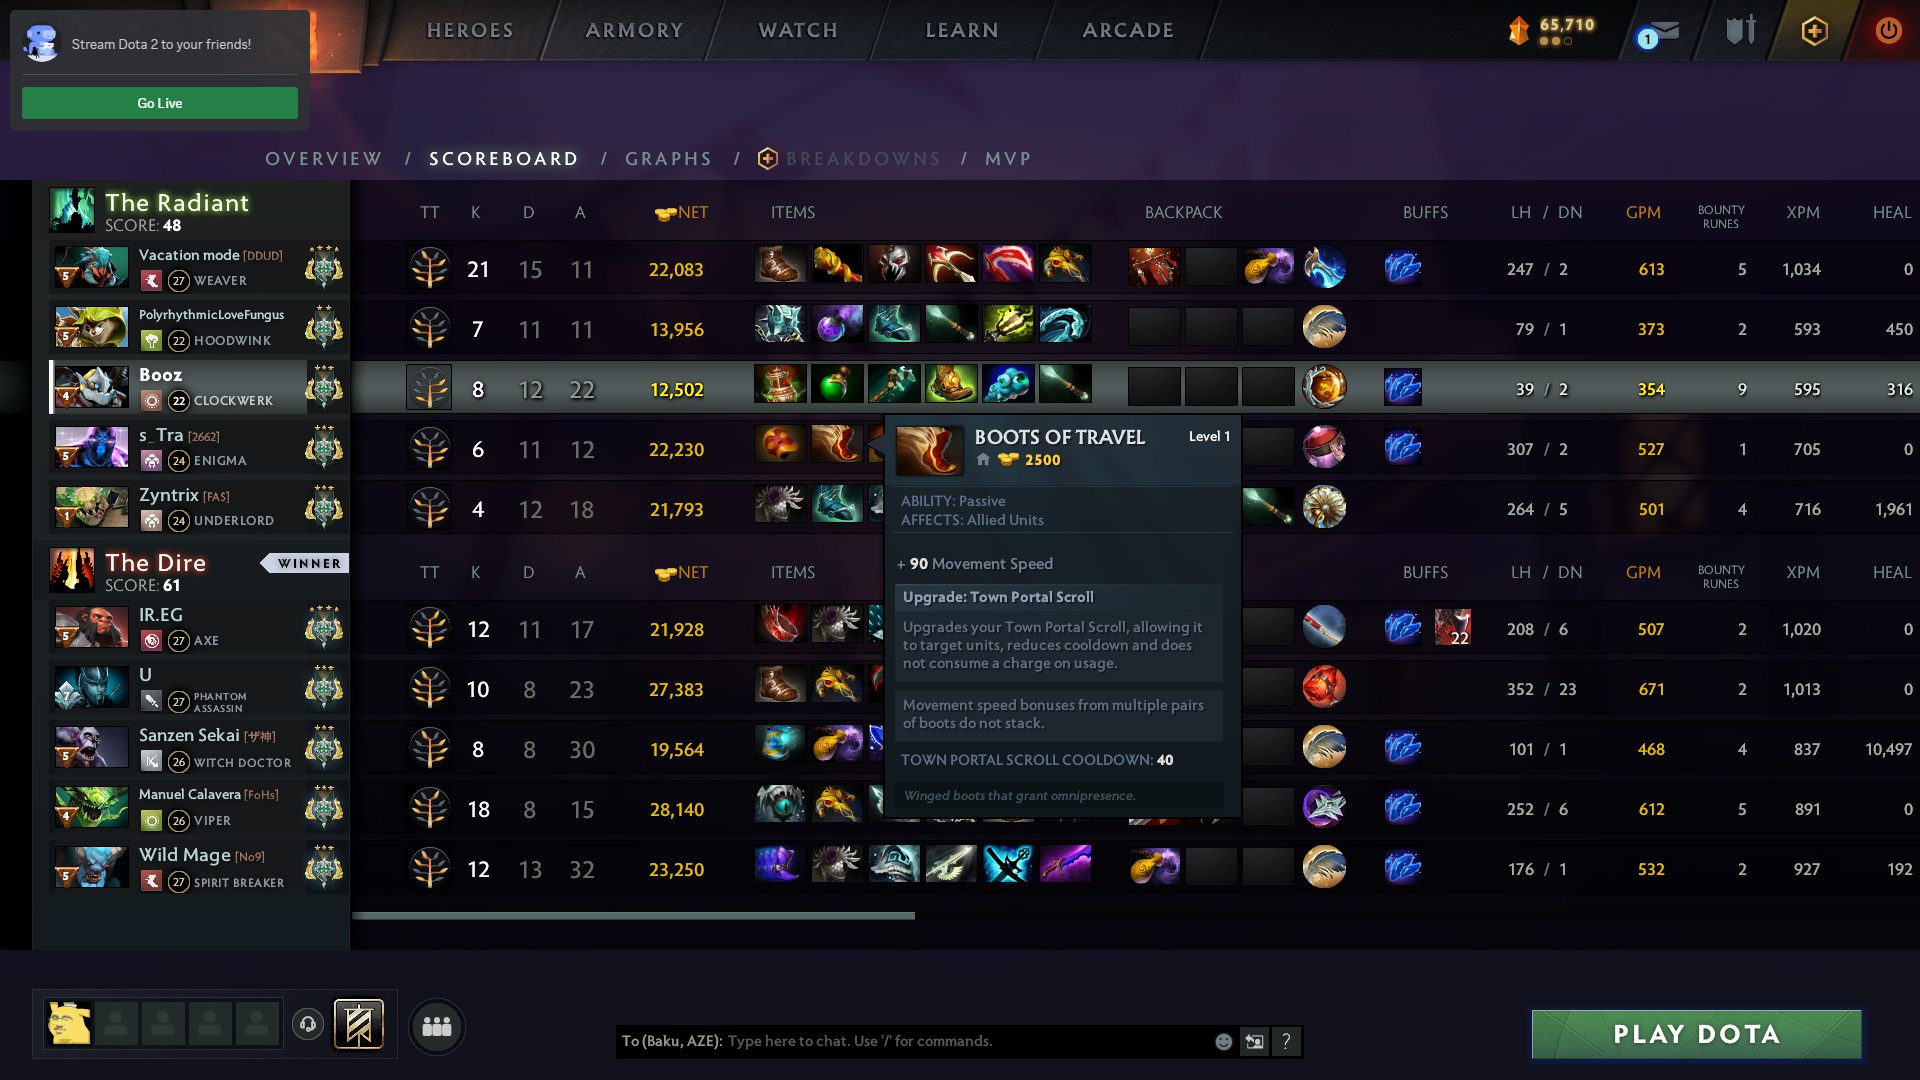 Stream Dota 2 to your friends!
Go Live
HEROES
ARMORY
WATCH
LEARN
ARCADE
65,710
1
OVERVIEW / SCOREBOARD / GRAPHS / BREAKDOWNS / MVP
The Radiant
SCORE: 48
TT K D A NET ITEMS BACKPACK BUFFS LH / DN GPM BOUNTY RUNES XPM HEAL
Vacation mode [DDUD]
5 27 WEAVER
21 15 11 22,083 247 / 2 613 5 1,034 0
PolyrhythmicLoveFungus
5 22 HOODWINK
7 11 11 13,956 79 / 1 373 2 593 450
Booz
4 22 CLOCKWERK
8 12 22 12,502 39 / 2 354 9 595 316
s_Tra [2662]
5 24 ENIGMA
6 11 12 22,230 307 / 2 527 1 705 0
Zyntrix [FAS]
1 24 UNDERLORD
4 12 18 21,793 264 / 5 501 4 716 1,961
BOOTS OF TRAVEL Level 1
2500
ABILITY: Passive
AFFECTS: Allied Units
+ 90 Movement Speed
Upgrade: Town Portal Scroll
Upgrades your Town Portal Scroll, allowing it
to target units, reduces cooldown and does
not consume a charge on usage.
Movement speed bonuses from multiple pairs
of boots do not stack.
TOWN PORTAL SCROLL COOLDOWN: 40
Winged boots that grant omnipresence.
The Dire
WINNER
SCORE: 61
TT K D A NET ITEMS BUFFS LH / DN GPM BOUNTY RUNES XPM HEAL
IR.EG
5 27 AXE
12 11 17 21,928 22 208 / 6 507 2 1,020 0
U
7 27 PHANTOM ASSASSIN
10 8 23 27,383 352 / 23 671 2 1,013 0
Sanzen Sekai [ザ神]
5 26 WITCH DOCTOR
8 8 30 19,564 101 / 1 468 4 837 10,497
Manuel Calavera [FoHs]
4 26 VIPER
18 8 15 28,140 252 / 6 612 5 891 0
Wild Mage [No9]
5 27 SPIRIT BREAKER
12 13 32 23,250 176 / 1 532 2 927 192
To (Baku, AZE): Type here to chat. Use '/' for commands.
?
PLAY DOTA